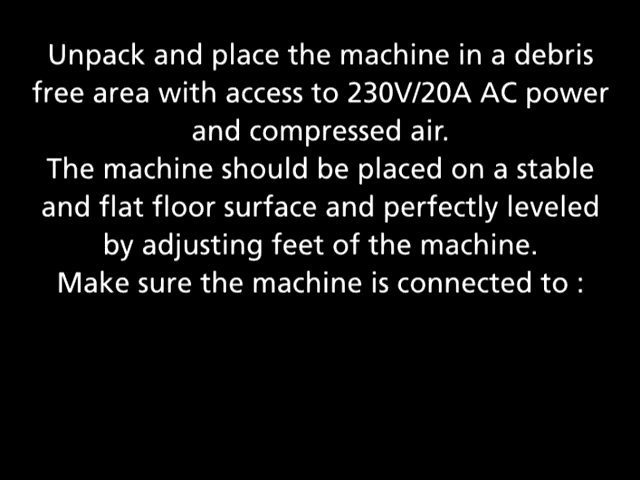 Unpack and place the machine in a debris
free area with access to 230V/20A AC power
and compressed air.
The machine should be placed on a stable
and flat floor surface and perfectly leveled
by adjusting feet of the machine.
Make sure the machine is connected to :